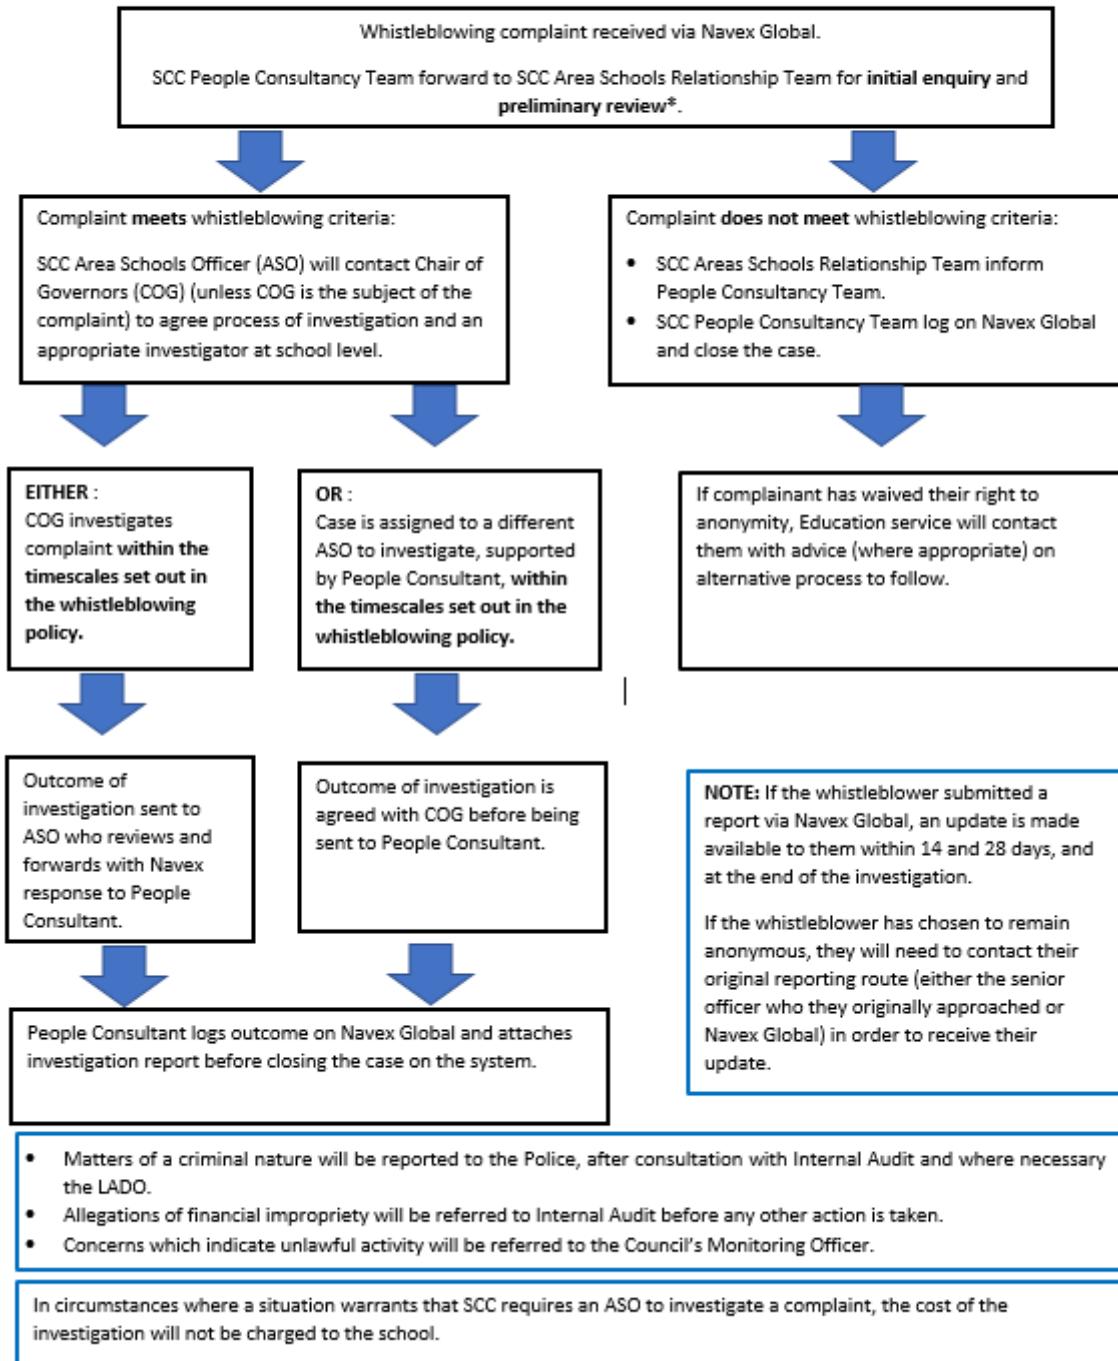 Whistleblowing complaint received via Navex Global.
SCC People Consultancy Team forward to SCC Area Schools Relationship Team for initial enquiry and
preliminary review*.
Complaint meets whistleblowing criteria:
SCC Area Schools Officer (ASO) will contact Chair of
Governors (COG) (unless COG is the subject of the
complaint) to agree process of investigation and an
appropriate investigator at school level.
Complaint does not meet whistleblowing criteria:
• SCC Areas Schools Relationship Team inform
People Consultancy Team.
• SCC People Consultancy Team log on Navex Global
and close the case.
EITHER :
COG investigates
complaint within the
timescales set out in
the whistleblowing
policy.
OR :
Case is assigned to a different
ASO to investigate, supported
by People Consultant, within
the timescales set out in the
whistleblowing policy.
If complainant has waived their right to
anonymity, Education service will contact
them with advice (where appropriate) on
alternative process to follow.
Outcome of
investigation sent to
ASO who reviews and
forwards with Navex
response to People
Consultant.
Outcome of investigation is
agreed with COG before being
sent to People Consultant.
NOTE: If the whistleblower submitted a
report via Navex Global, an update is made
available to them within 14 and 28 days, and
at the end of the investigation.
If the whistleblower has chosen to remain
anonymous, they will need to contact their
original reporting route (either the senior
officer who they originally approached or
Navex Global) in order to receive their
update.
People Consultant logs outcome on Navex Global and attaches
investigation report before closing the case on the system.
• Matters of a criminal nature will be reported to the Police, after consultation with Internal Audit and where necessary
the LADO.
• Allegations of financial impropriety will be referred to Internal Audit before any other action is taken.
• Concerns which indicate unlawful activity will be referred to the Council's Monitoring Officer.
In circumstances where a situation warrants that SCC requires an ASO to investigate a complaint, the cost of the
investigation will not be charged to the school.